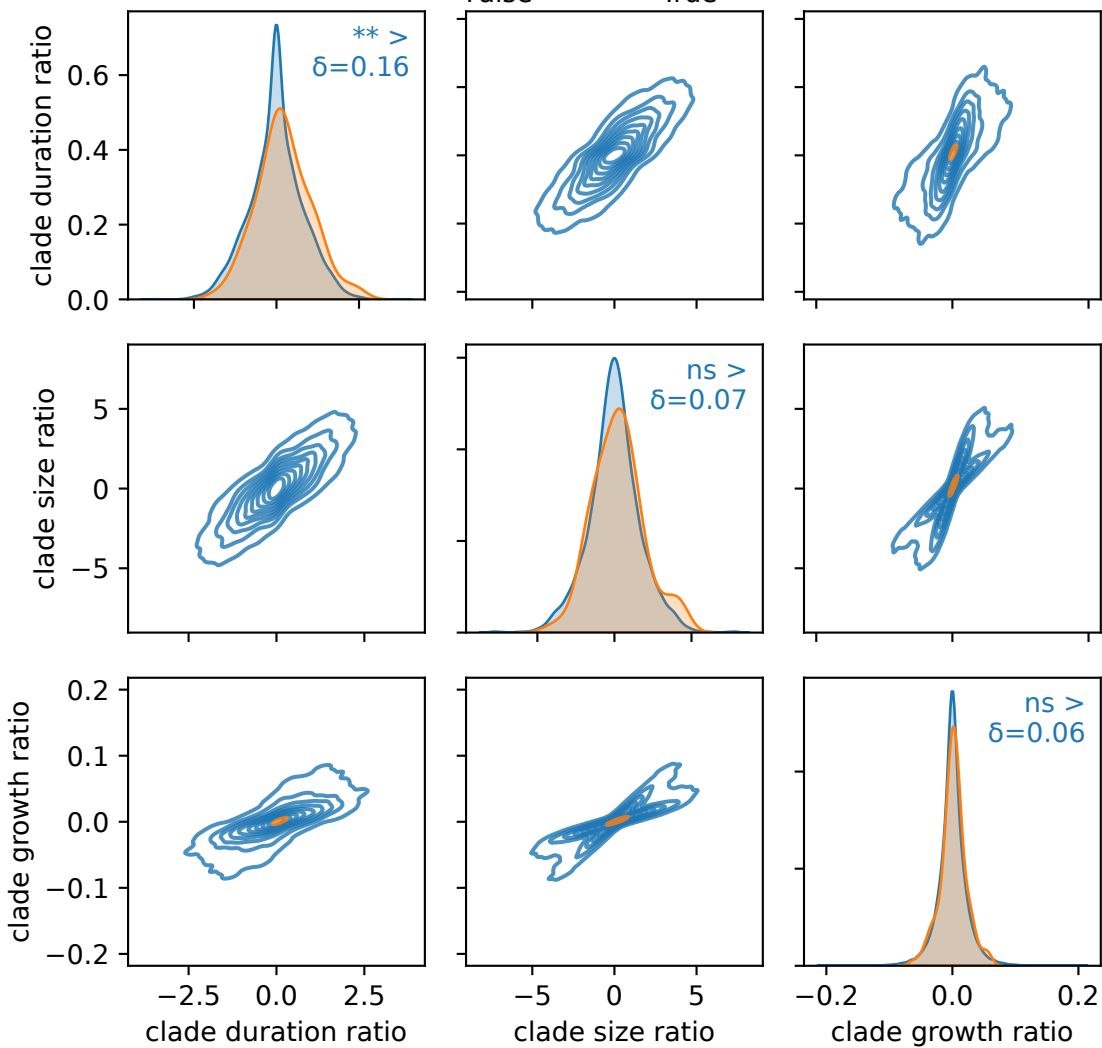 clade duration ratio
0.6
0.4
0.2
0.0
** >
δ=0.16
clade size ratio
5
0
−5
ns >
δ=0.07
clade growth ratio
0.2
0.1
0.0
−0.1
−0.2
ns >
δ=0.06
−2.5 0.0 2.5
clade duration ratio
−5 0 5
clade size ratio
−0.2 0.0 0.2
clade growth ratio